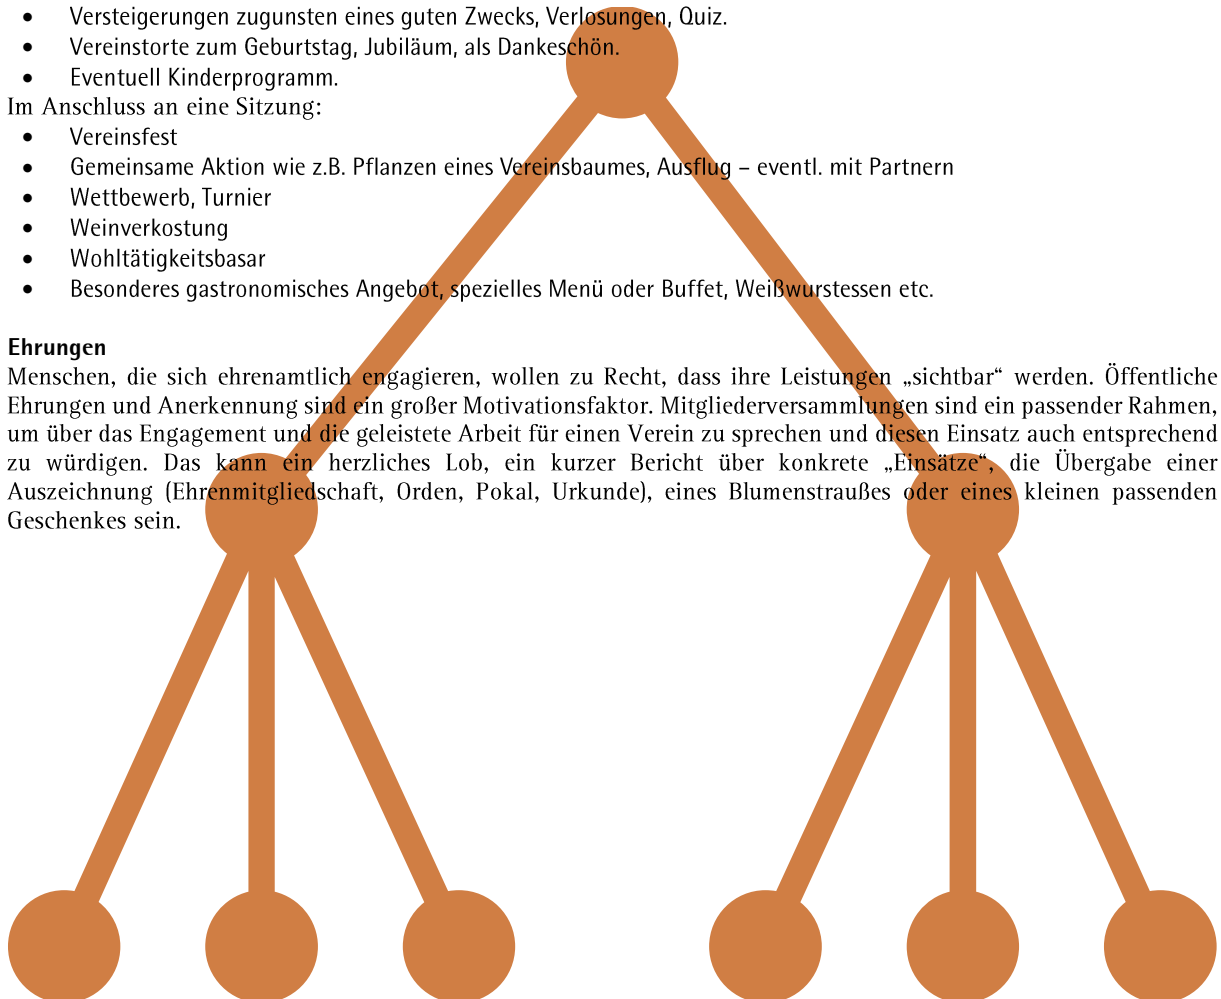 • Versteigerungen zugunsten eines guten Zwecks, Verlosungen, Quiz.
• Vereinstorte zum Geburtstag, Jubiläum, als Dankeschön.
• Eventuell Kinderprogramm.
Im Anschluss an eine Sitzung:
• Vereinsfest
• Gemeinsame Aktion wie z.B. Pflanzen eines Vereinsbaumes, Ausflug – eventl. mit Partnern
• Wettbewerb, Turnier
• Weinverkostung
• Wohltätigkeitsbasar
• Besonderes gastronomisches Angebot, spezielles Menü oder Buffet, Weißwurstessen etc.
Ehrungen
Menschen, die sich ehrenamtlich engagieren, wollen zu Recht, dass ihre Leistungen „sichtbar“ werden. Öffentliche
Ehrungen und Anerkennung sind ein großer Motivationsfaktor. Mitgliederversammlungen sind ein passender Rahmen,
um über das Engagement und die geleistete Arbeit für einen Verein zu sprechen und diesen Einsatz auch entsprechend
zu würdigen. Das kann ein herzliches Lob, ein kurzer Bericht über konkrete „Einsätze“, die Übergabe einer
Auszeichnung (Ehrenmitgliedschaft, Orden, Pokal, Urkunde), eines Blumenstraußes oder eines kleinen passenden
Geschenkes sein.